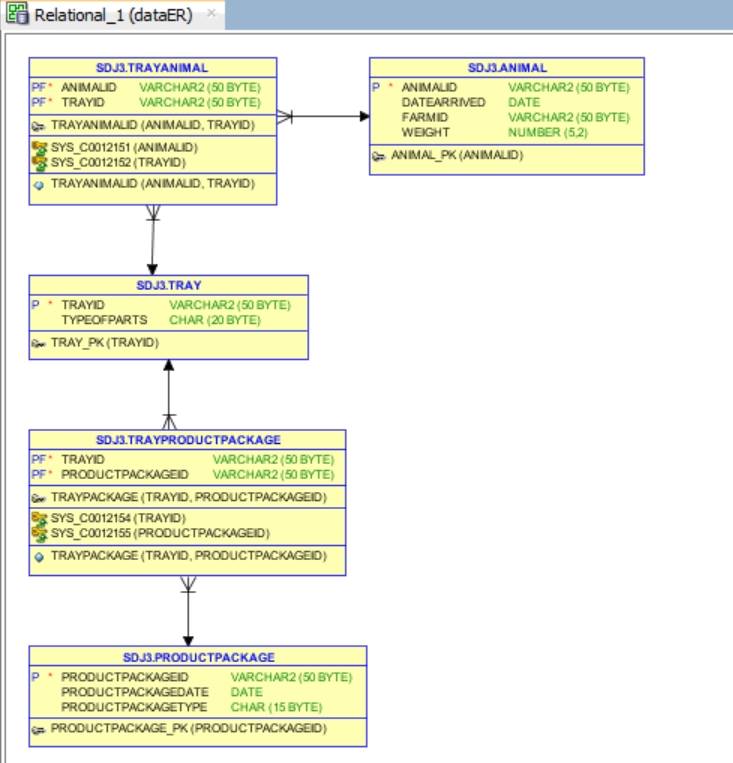 Relational_1 (dataER)
SDJ3.TRAYANIMAL
PF* ANIMALID VARCHAR2 (50 BYTE)
PF* TRAYID VARCHAR2 (50 BYTE)
TRAYANIMALID (ANIMALID, TRAYID)
SYS_C0012151 (ANIMALID)
SYS_C0012152 (TRAYID)
TRAYANIMALID (ANIMALID, TRAYID)
SDJ3.ANIMAL
P * ANIMALID VARCHAR2 (50 BYTE)
DATEARRIVED DATE
FARMID VARCHAR2 (50 BYTE)
WEIGHT NUMBER (5,2)
ANIMAL_PK (ANIMALID)
SDJ3.TRAY
P * TRAYID VARCHAR2 (50 BYTE)
TYPEOFPARTS CHAR (20 BYTE)
TRAY_PK (TRAYID)
SDJ3.TRAYPRODUCTPACKAGE
PF* TRAYID VARCHAR2 (50 BYTE)
PF* PRODUCTPACKAGEID VARCHAR2 (50 BYTE)
TRAYPACKAGE (TRAYID, PRODUCTPACKAGEID)
SYS_C0012154 (TRAYID)
SYS_C0012155 (PRODUCTPACKAGEID)
TRAYPACKAGE (TRAYID, PRODUCTPACKAGEID)
SDJ3.PRODUCTPACKAGE
P * PRODUCTPACKAGEID VARCHAR2 (50 BYTE)
PRODUCTPACKAGEDATE DATE
PRODUCTPACKAGETYPE CHAR (15 BYTE)
PRODUCTPACKAGE_PK (PRODUCTPACKAGEID)